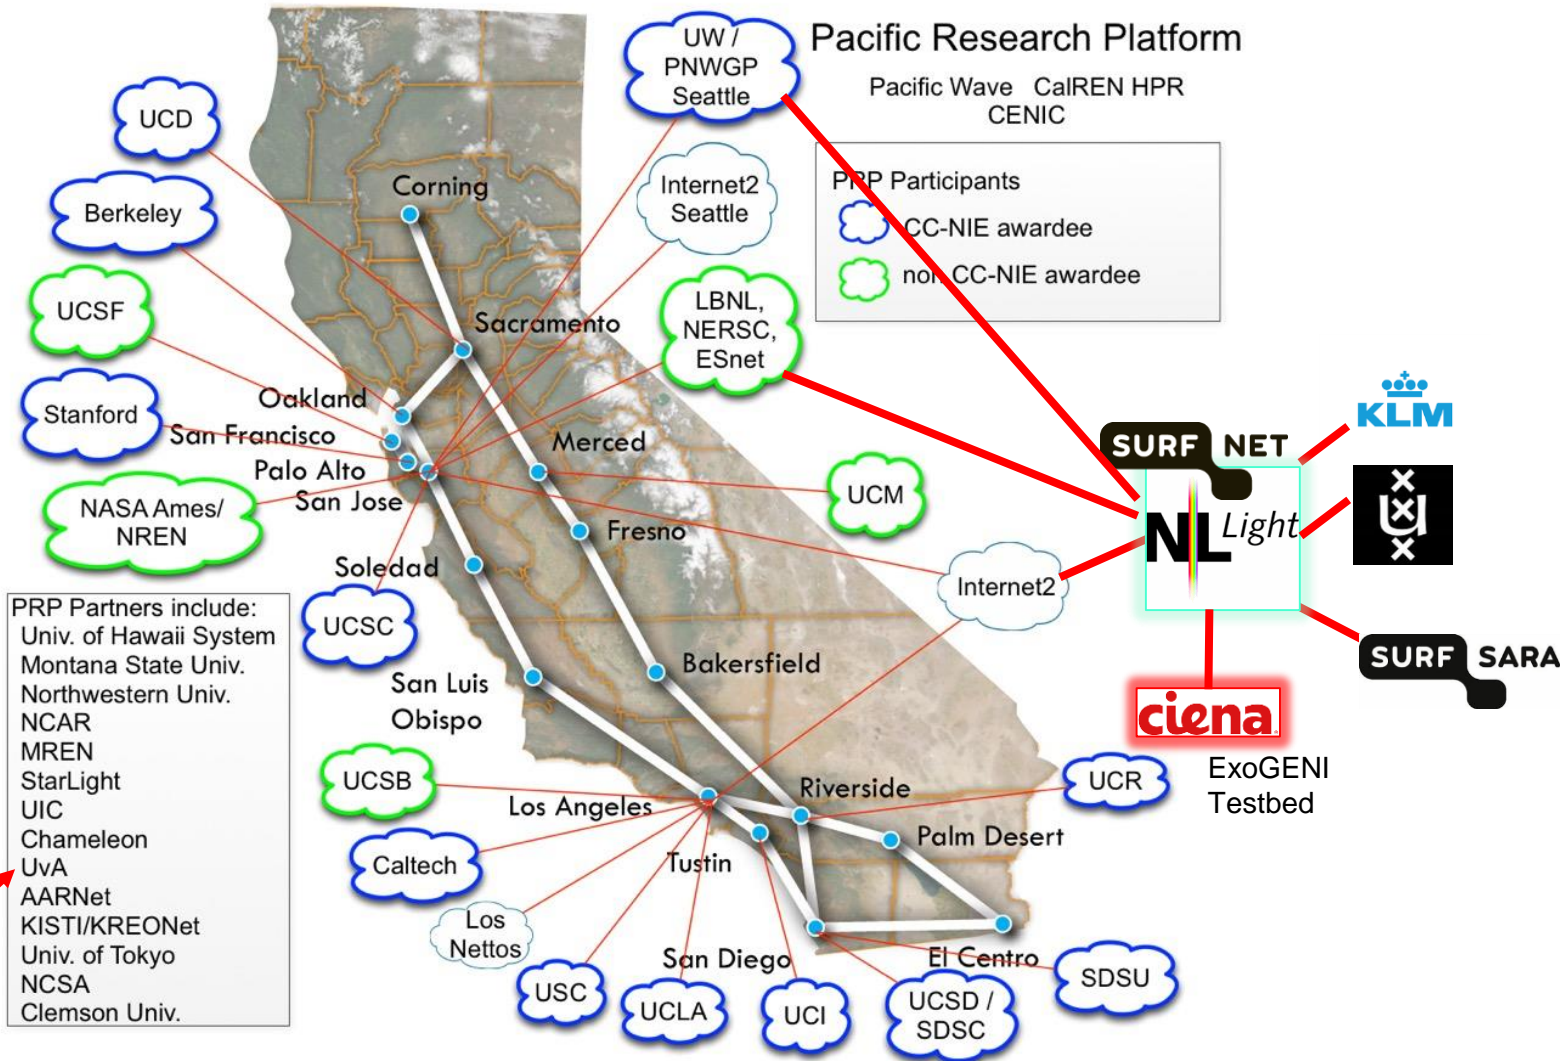 Pacific Research Platform
Pacific Wave CalREN HPR
CENIC
PRP Participants
CC-NIE awardee
non CC-NIE awardee
UW /
PNWGP
Seattle
Internet2
Seattle
LBNL,
NERSC,
ESnet
UCD
Berkeley
UCSF
Stanford
NASA Ames/
NREN
UCSC
Corning
Sacramento
Oakland
San Francisco
Palo Alto
San Jose
Merced
Fresno
Soledad
San Luis
Obispo
Bakersfield
Los Angeles
Riverside
Tustin
Palm Desert
San Diego
El Centro
UCM
Internet2
UCR
UCSB
Caltech
Los
Nettos
USC
UCLA
UCI
UCSD /
SDSC
SDSU
PRP Partners include:
Univ. of Hawaii System
Montana State Univ.
Northwestern Univ.
NCAR
MREN
StarLight
UIC
Chameleon
UvA
AARNet
KISTI/KREONet
Univ. of Tokyo
NCSA
Clemson Univ.
KLM
SURF NET
NL Light
U
SURF SARA
ciena
ExoGENI
Testbed